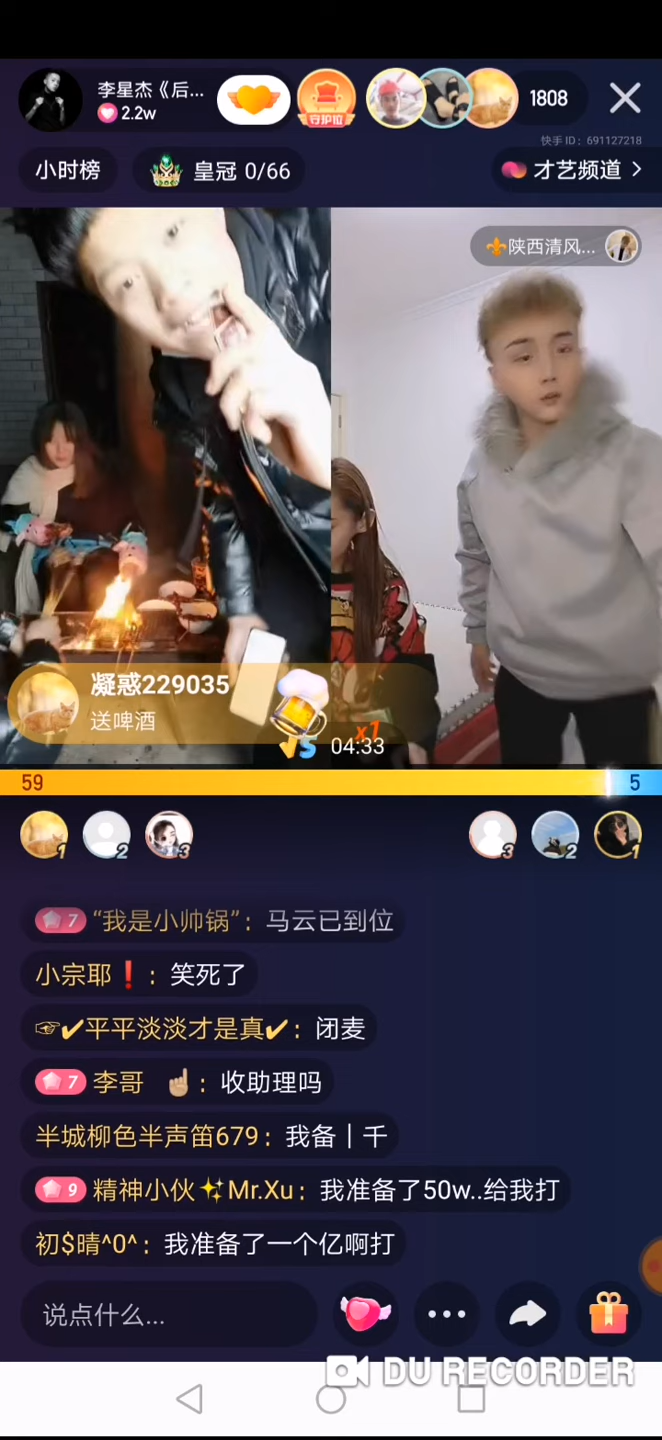 李星杰《后...
2.2w
守护位
1808
快手 ID: 691127218
小时榜
皇冠 0/66
才艺频道
陕西清风...
凝惑229035
送啤酒
x1
04:33
59
5
1
2
3
3
2
1
7 “我是小帅锅”: 马云已到位
小宗耶❗: 笑死了
☞✔平平淡淡才是真✔: 闭麦
7 李哥 ☝: 收助理吗
半城柳色半声笛679: 我备｜千
9 精神小伙✨Mr.Xu: 我准备了50w..给我打
初$晴^0^: 我准备了一个亿啊打
说点什么...
DU RECORDER